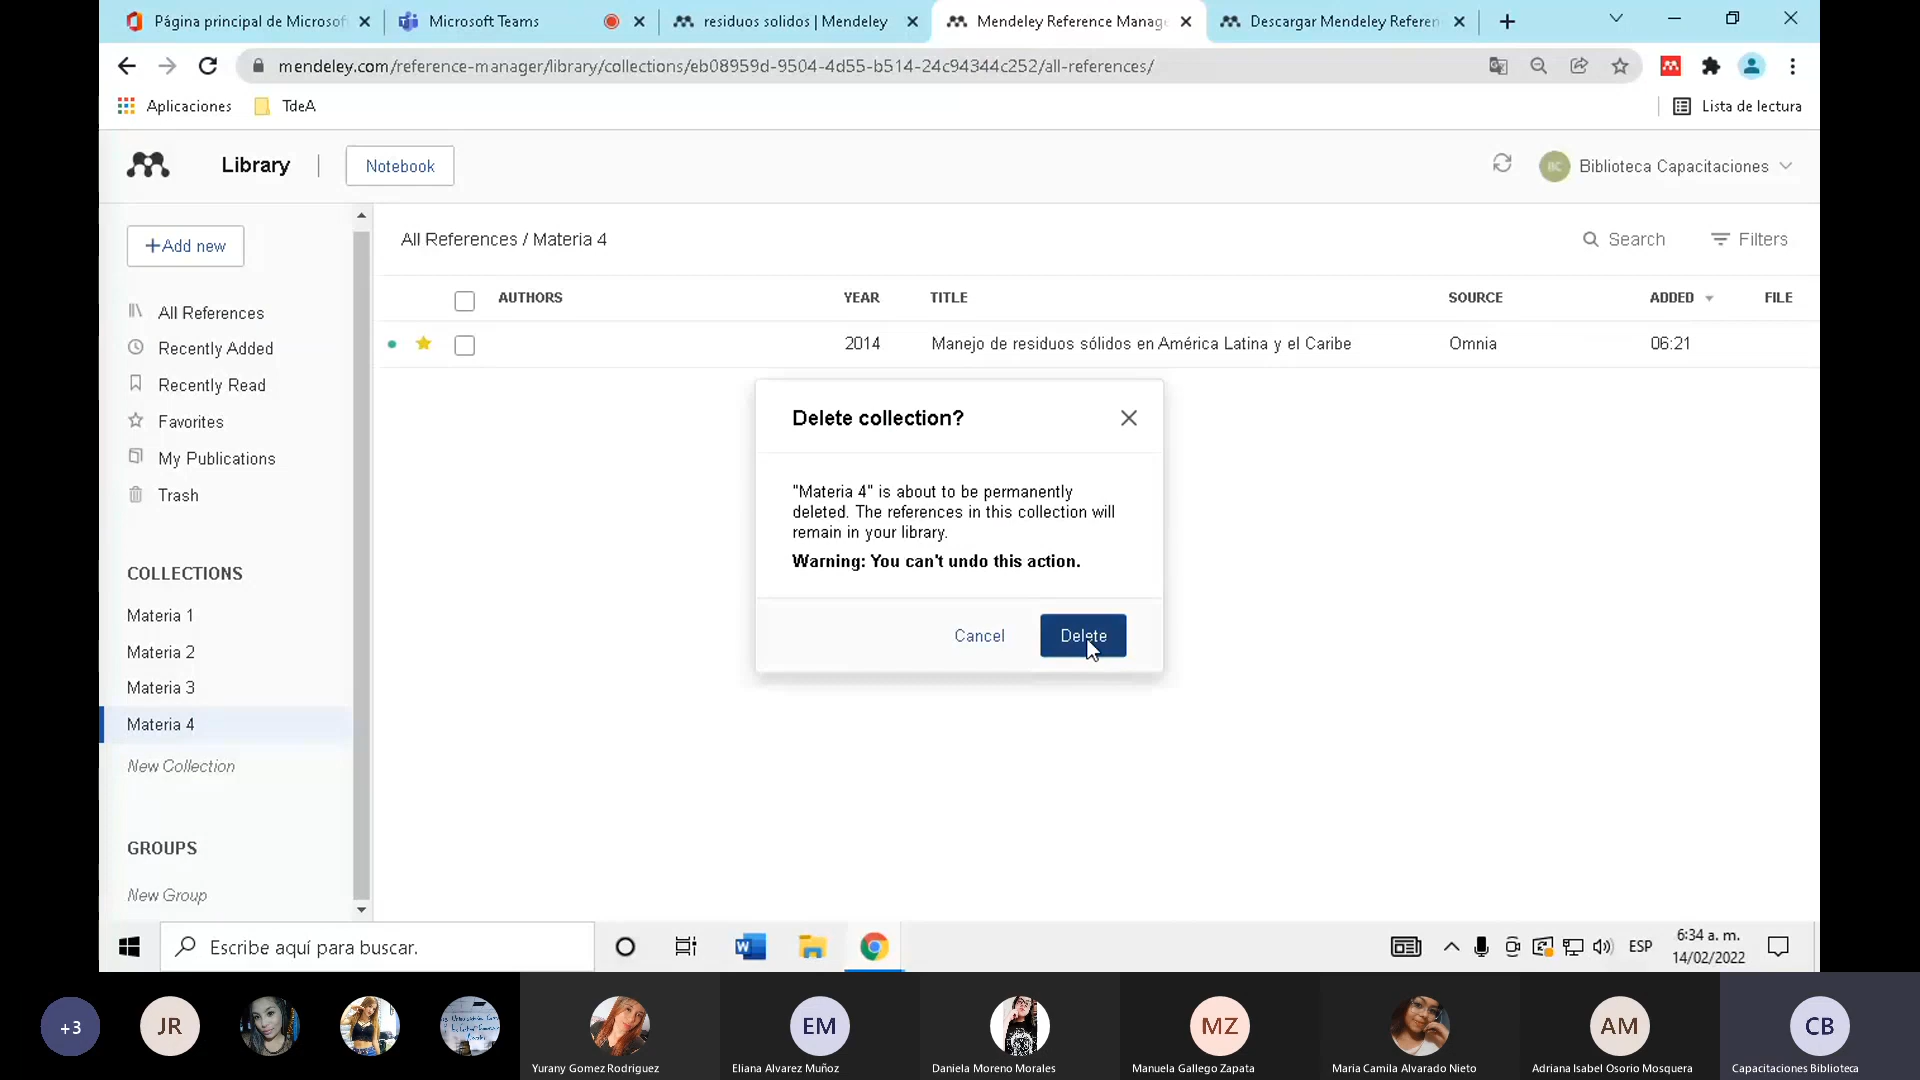 Página principal de Microsof
Microsoft Teams
residuos solidos | Mendeley
Mendeley Reference Manag
Descargar Mendeley Referen
mendeley.com/reference-manager/library/collections/eb08959d-9504-4d55-b514-24c94344c252/all-references/
Aplicaciones
TdeA
Lista de lectura
Library
Notebook
BC
Biblioteca Capacitaciones
+Add new
All References / Materia 4
Search
Filters
AUTHORS YEAR TITLE SOURCE ADDED FILE
2014 Manejo de residuos sólidos en América Latina y el Caribe Omnia 06:21
All References
Recently Added
Recently Read
Favorites
My Publications
Trash
COLLECTIONS
Materia 1
Materia 2
Materia 3
Materia 4
New Collection
GROUPS
New Group
Delete collection?
"Materia 4" is about to be permanently
deleted. The references in this collection will
remain in your library.
Warning: You can't undo this action.
Cancel
Delete
Escribe aquí para buscar.
ESP
6:34 a. m.
14/02/2022
+3
JR
EM
MZ
AM
CB
Yurany Gomez Rodriguez
Eliana Alvarez Muñoz
Daniela Moreno Morales
Manuela Gallego Zapata
Maria Camila Alvarado Nieto
Adriana Isabel Osorio Mosquera
Capacitaciones Biblioteca